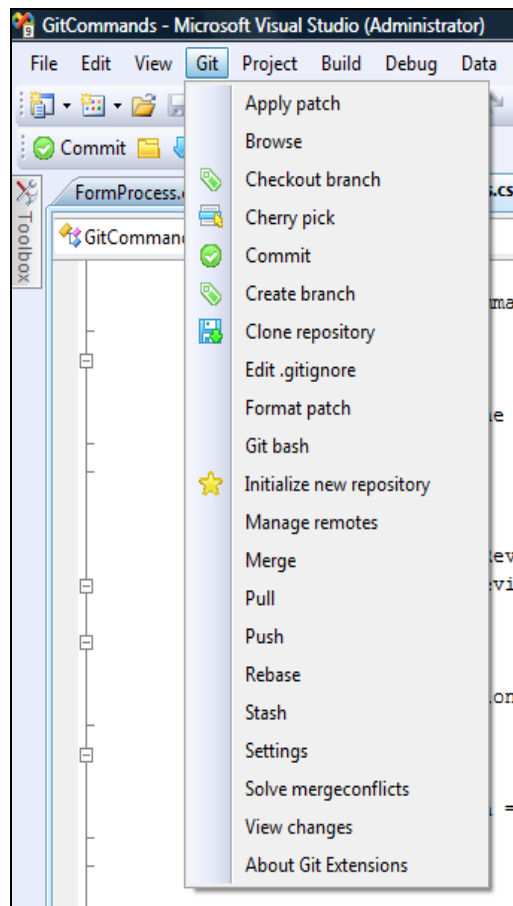 GitCommands - Microsoft Visual Studio (Administrator)
File Edit View Git Project Build Debug Data
Commit
Toolbox
FormProcess.
s.cs
GitComman
Apply patch
Browse
Checkout branch
Cherry pick
Commit
Create branch
Clone repository
Edit .gitignore
Format patch
Git bash
Initialize new repository
Manage remotes
Merge
Pull
Push
Rebase
Stash
Settings
Solve mergeconflicts
View changes
About Git Extensions